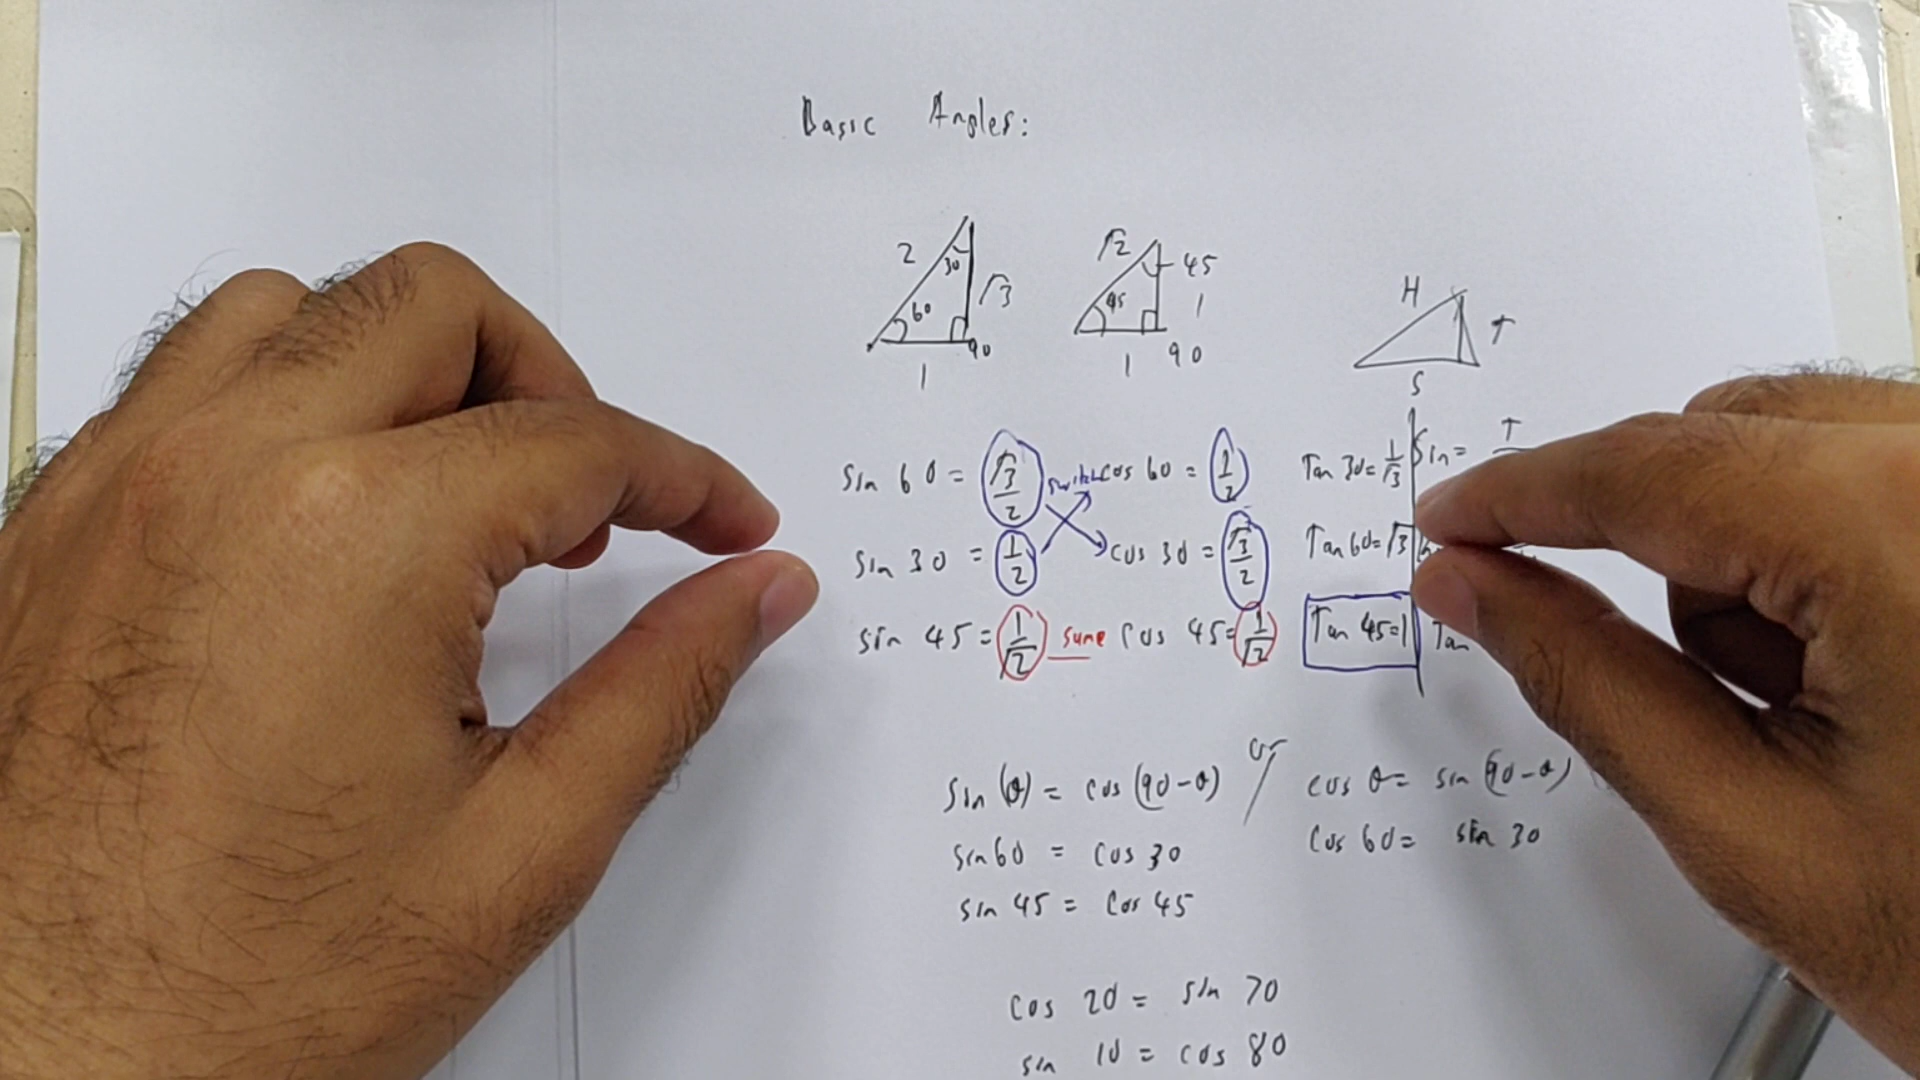 Basic Angles:
2 30 √3 60 90 1
√2 45 45 1 1 90
H T S
Sin 60 = √3/2 switch cos 60 = 1/2 Tan 30 = 1/√3 Sin = T
Sin 30 = 1/2 cos 30 = √3/2 Tan 60 = √3
Sin 45 = 1/√2 same cos 45 = 1/√2 Tan 45 = 1 Tan
Sin (θ) = cos (90-θ) or cos θ = sin (90-θ)
sin 60 = cos 30 cos 60 = sin 30
sin 45 = cos 45
cos 20 = sin 70
sin 10 = cos 80